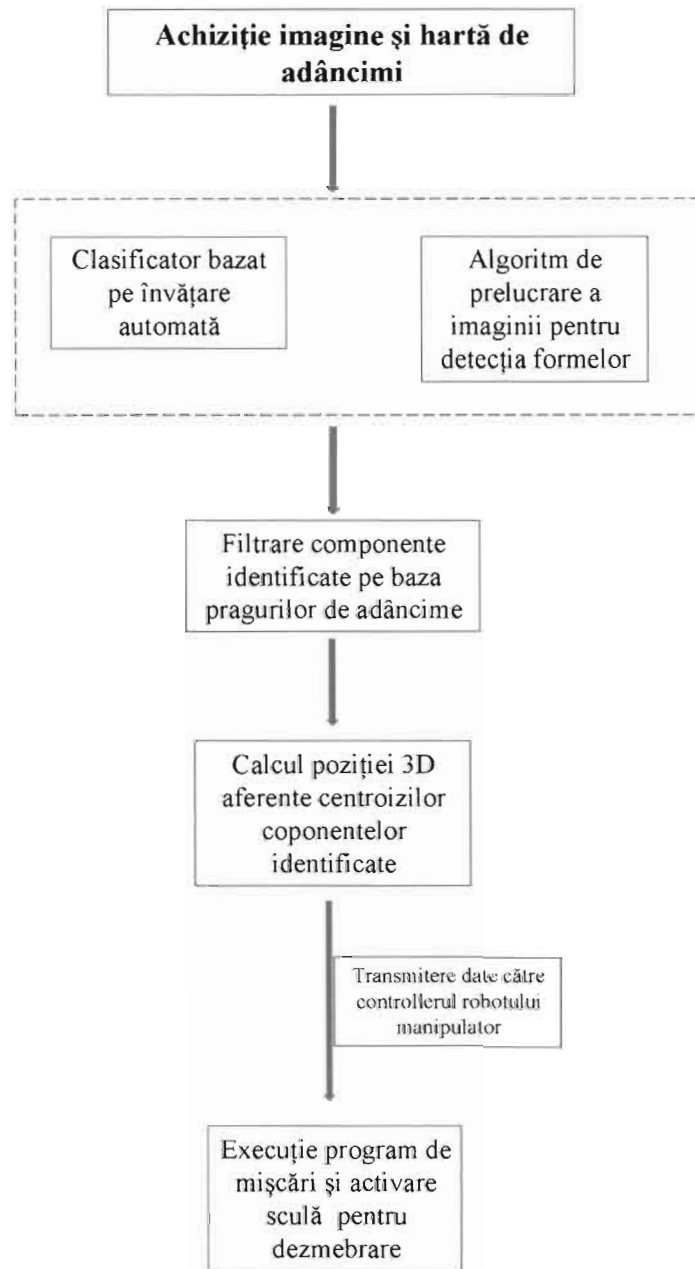 Achiziție imagine și hartă de
adâncimi
Clasificator bazat
pe învățare
automată
Algoritm de
prelucrare a
imaginii pentru
detecția formelor
Filtrare componente
identificate pe baza
pragurilor de adâncime
Calcul poziției 3D
aferente centroizilor
coponentelor
identificate
Transmitere date către
controllerul robotului
manipulator
Execuție program de
mișcări și activare
sculă pentru
dezmebrare